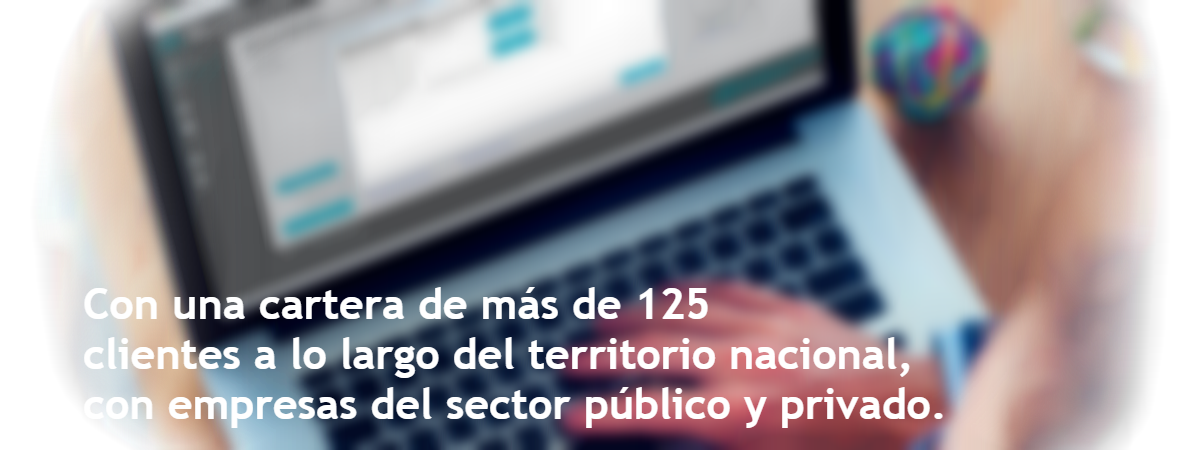 Con una cartera de más de 125
clientes a lo largo del territorio nacional,
con empresas del sector público y privado.